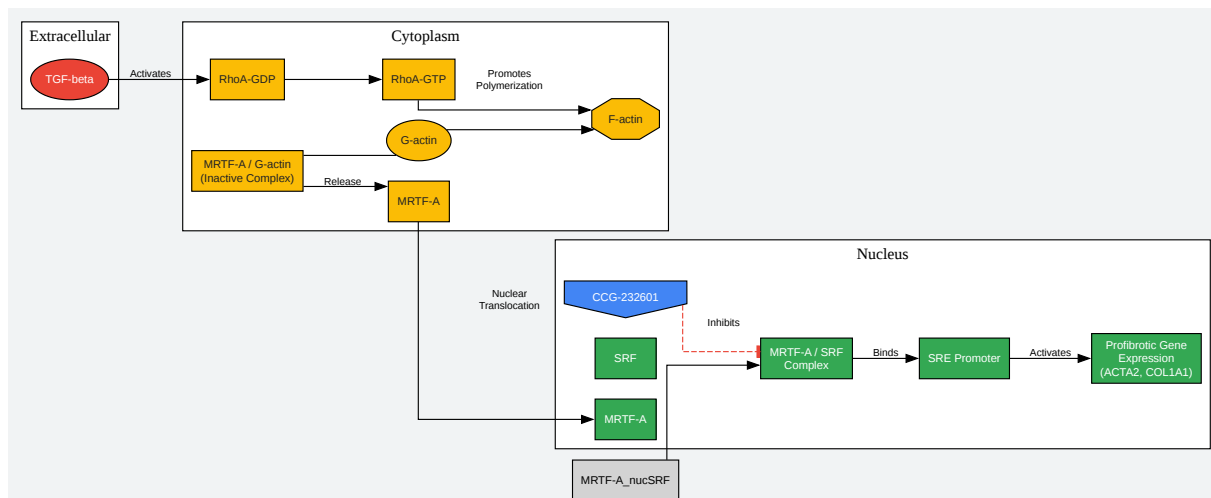 Extracellular
TGF-beta
Activates
Cytoplasm
RhoA-GDP
RhoA-GTP
Promotes
Polymerization
F-actin
G-actin
MRTF-A / G-actin
(Inactive Complex)
Release
MRTF-A
Nuclear
Translocation
Nucleus
CCG-232601
Inhibits
SRF
MRTF-A / SRF
Complex
Binds
SRE Promoter
Activates
Profibrotic Gene
Expression
(ACTA2, COL1A1)
MRTF-A
MRTF-A_nucSRF